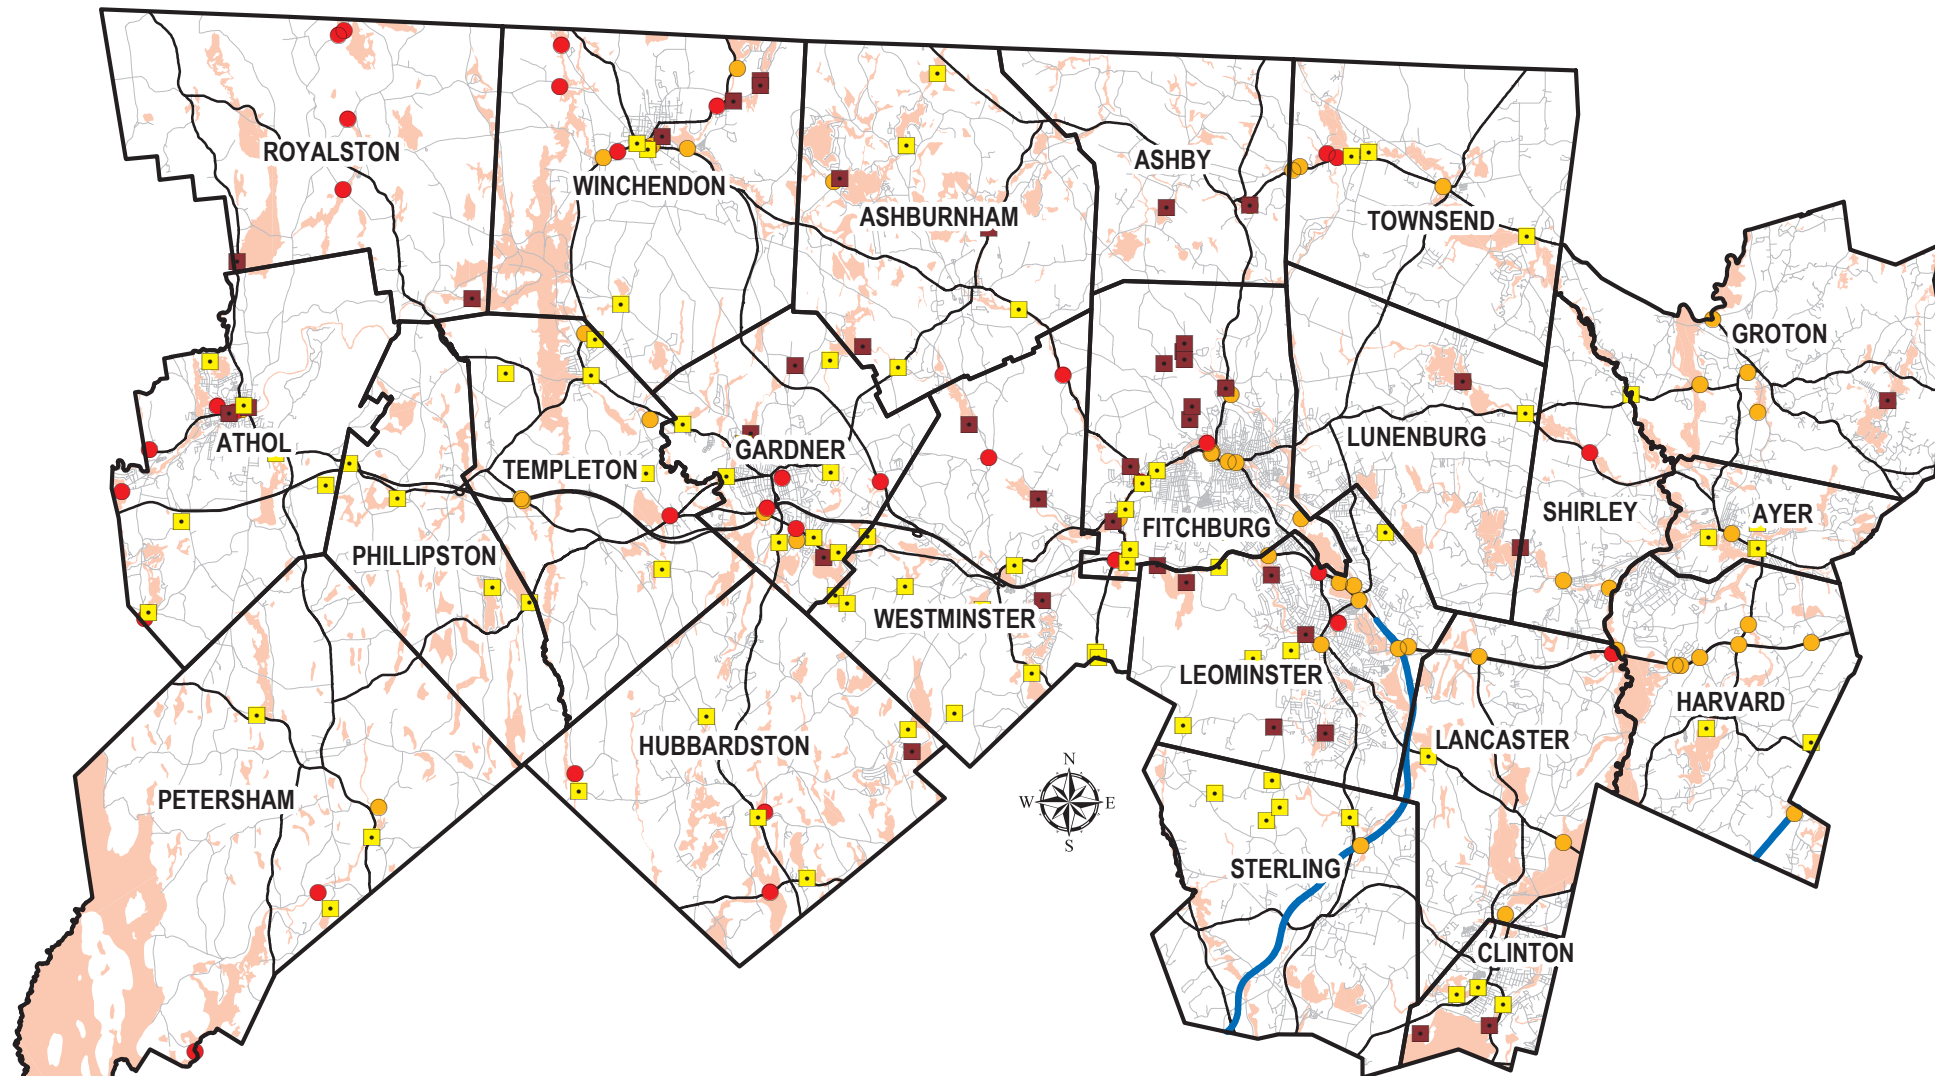 ROYALSTON
WINCHENDON
ASHBY
ASHBURNHAM
TOWNSEND
GROTON
ATHOL
GARDNER
LUNENBURG
TEMPLETON
SHIRLEY
AYER
FITCHBURG
PHILLIPSTON
WESTMINSTER
LEOMINSTER
HARVARD
HUBBARDSTON
LANCASTER
N
W E
S
PETERSHAM
STERLING
CLINTON